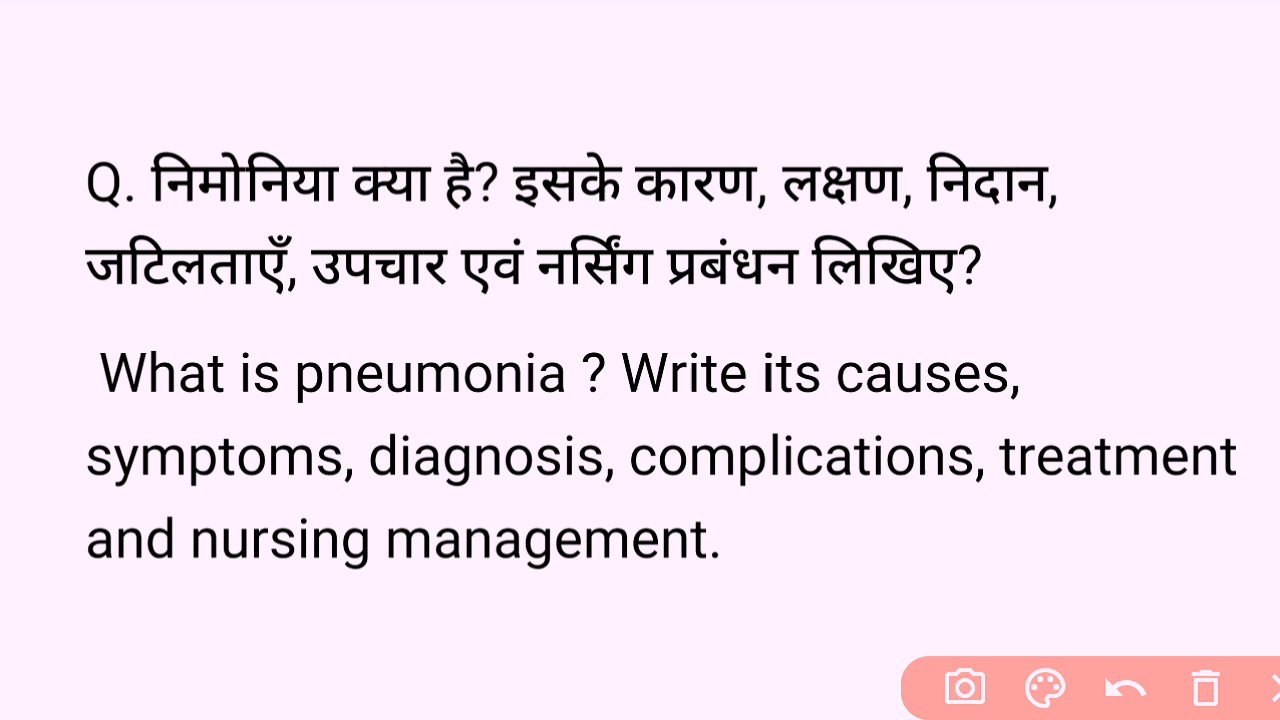 Q. निमोनिया क्या है? इसके कारण, लक्षण, निदान,
जटिलताएँ, उपचार एवं नर्सिंग प्रबंधन लिखिए?
What is pneumonia ? Write its causes,
symptoms, diagnosis, complications, treatment
and nursing management.